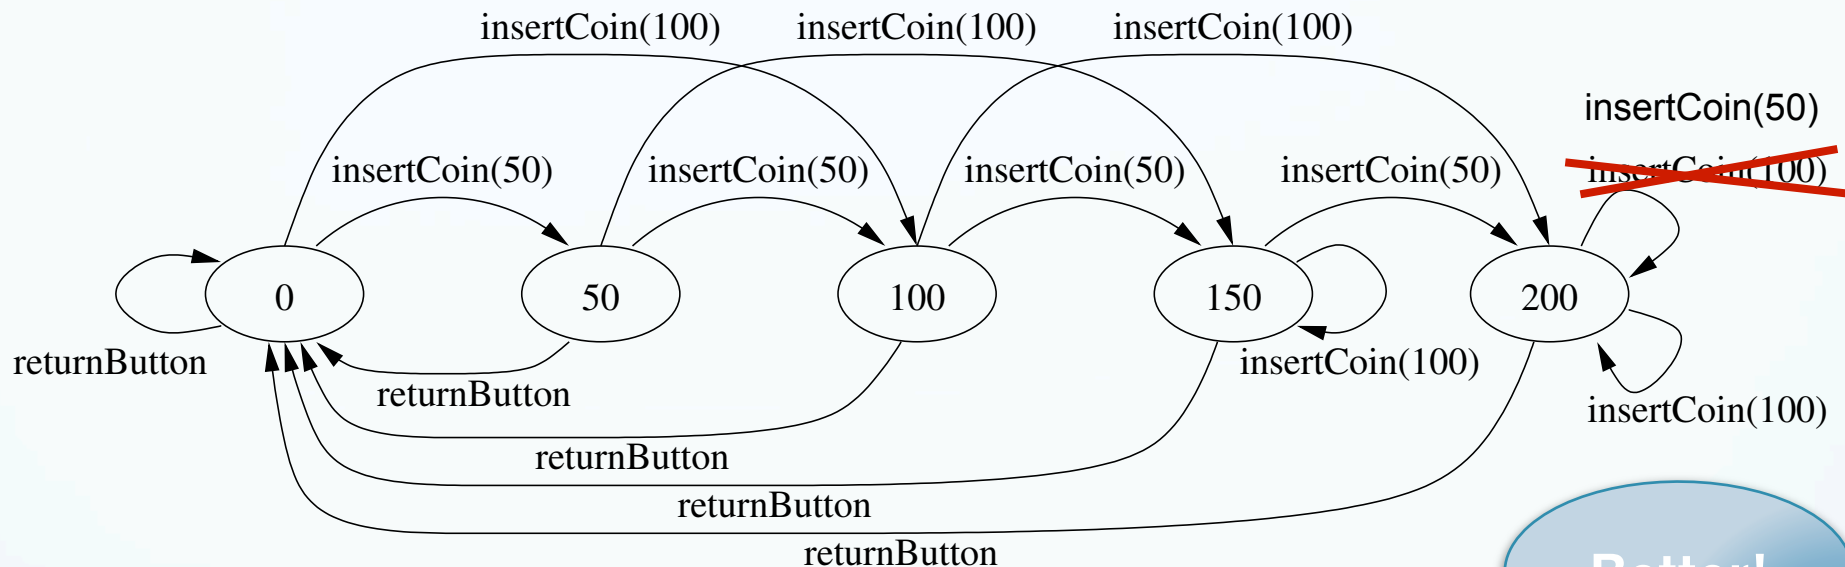 insertCoin(100) insertCoin(100) insertCoin(100)
insertCoin(50)
insertCoin(50) insertCoin(50) insertCoin(50) insertCoin(50) insertCoin(100)
0 50 100 150 200
returnButton insertCoin(100)
returnButton
insertCoin(100)
returnButton
returnButton
returnButton
Better!